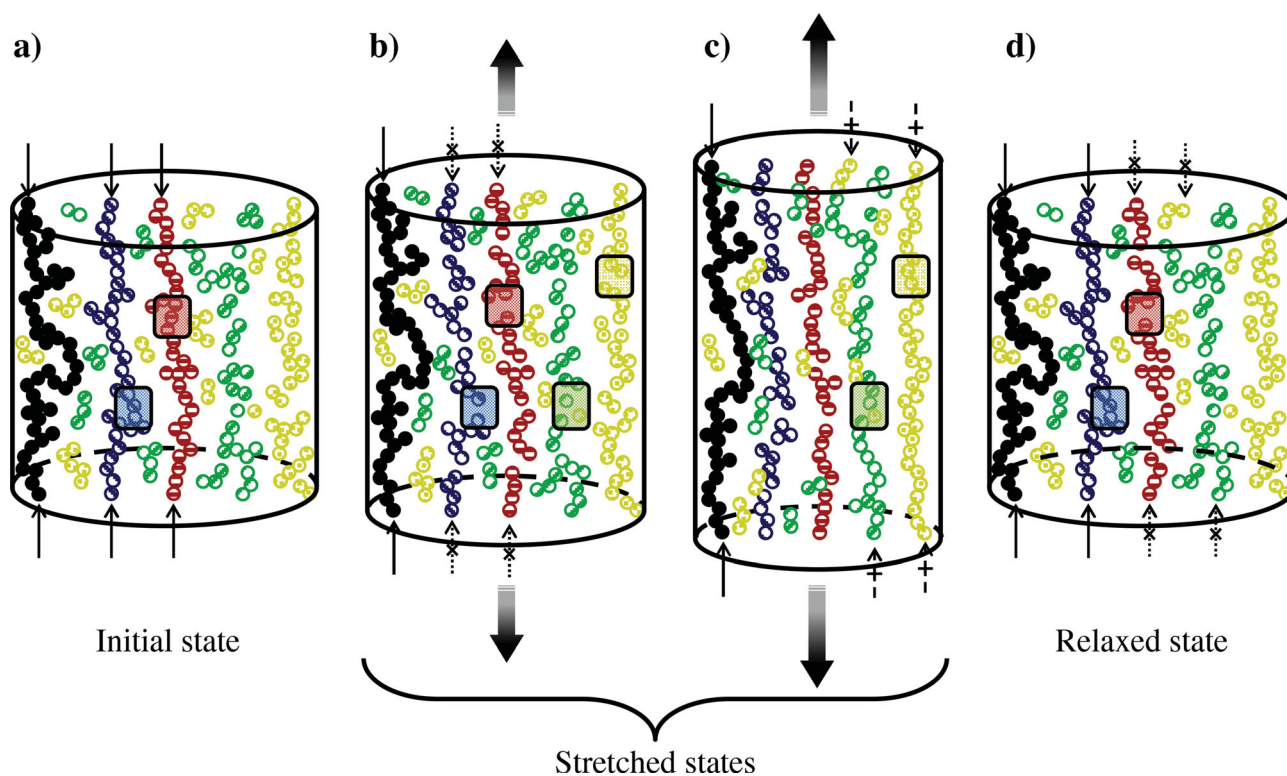 a)
b)
c)
d)
Initial state
Relaxed state
Stretched states